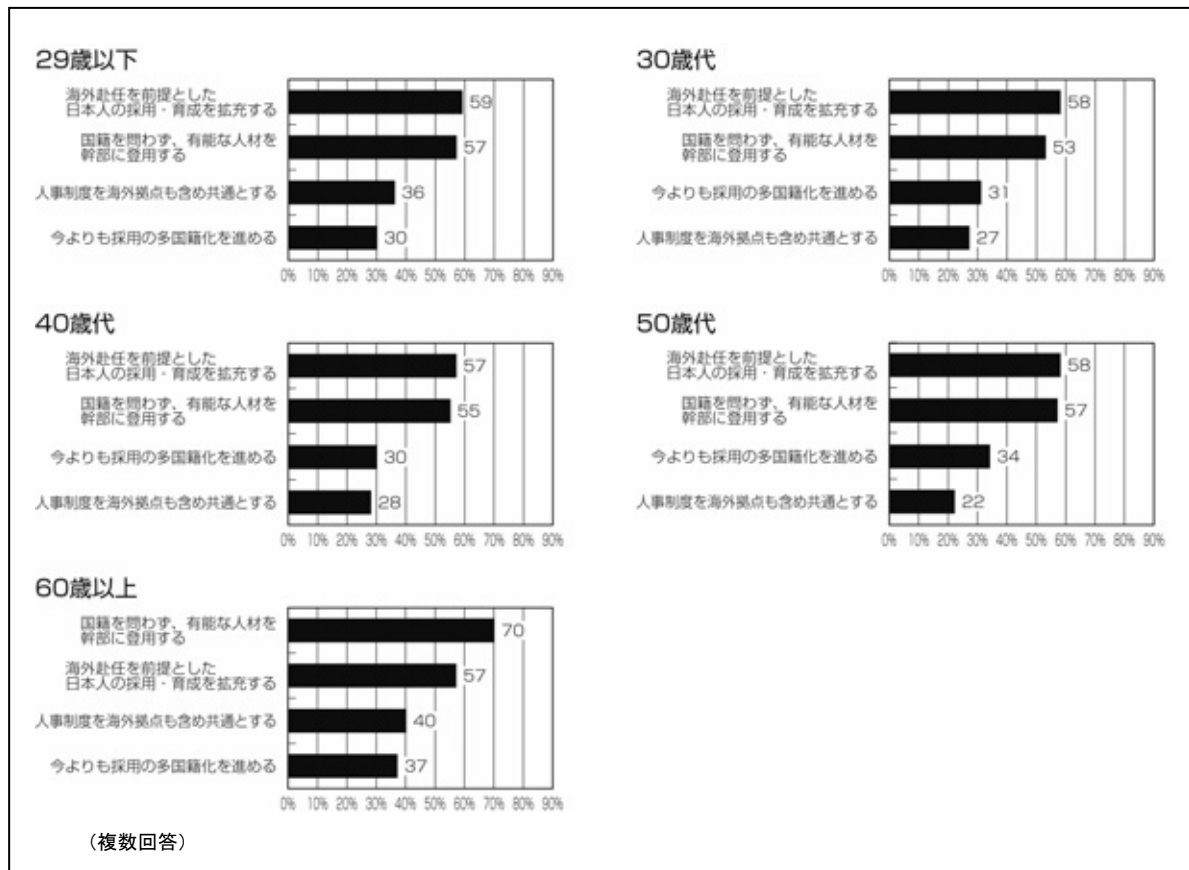 29歳以下
海外赴任を前提とした
日本人の採用・育成を拡充する
59
国籍を問わず、有能な人材を
幹部に登用する
57
人事制度を海外拠点も含め共通とする
36
今よりも採用の多国籍化を進める
30
0% 10% 20% 30% 40% 50% 60% 70% 80% 90%
30歳代
海外赴任を前提とした
日本人の採用・育成を拡充する
58
国籍を問わず、有能な人材を
幹部に登用する
53
今よりも採用の多国籍化を進める
31
人事制度を海外拠点も含め共通とする
27
0% 10% 20% 30% 40% 50% 60% 70% 80% 90%
40歳代
海外赴任を前提とした
日本人の採用・育成を拡充する
57
国籍を問わず、有能な人材を
幹部に登用する
55
今よりも採用の多国籍化を進める
30
人事制度を海外拠点も含め共通とする
28
0% 10% 20% 30% 40% 50% 60% 70% 80% 90%
50歳代
海外赴任を前提とした
日本人の採用・育成を拡充する
58
国籍を問わず、有能な人材を
幹部に登用する
57
今よりも採用の多国籍化を進める
34
人事制度を海外拠点も含め共通とする
22
0% 10% 20% 30% 40% 50% 60% 70% 80% 90%
60歳以上
国籍を問わず、有能な人材を
幹部に登用する
70
海外赴任を前提とした
日本人の採用・育成を拡充する
57
人事制度を海外拠点も含め共通とする
40
今よりも採用の多国籍化を進める
37
0% 10% 20% 30% 40% 50% 60% 70% 80% 90%
（複数回答）